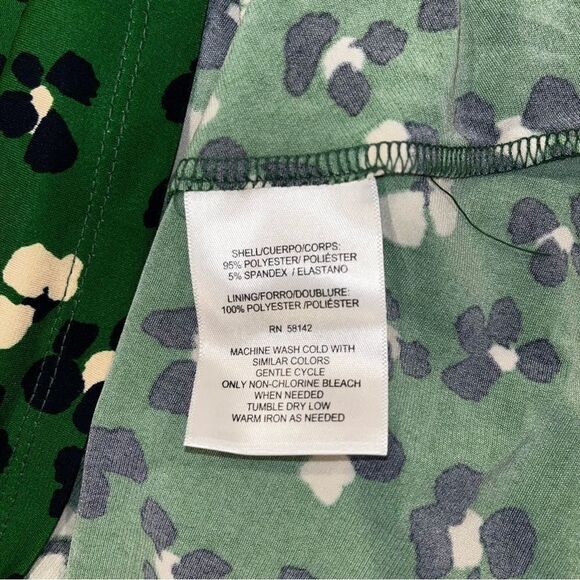 SHELL/CUERPO/CORPS:
95% POLYESTER/ POLIÉSTER
5% SPANDEX / ELASTANO
LINING/FORRO/DOUBLURE:
100% POLYESTER /POLIÉSTER
RN 58142
MACHINE WASH COLD WITH
SIMILAR COLORS
GENTLE CYCLE
ONLY NON-CHLORINE BLEACH
WHEN NEEDED
TUMBLE DRY LOW
WARM IRON AS NEEDED